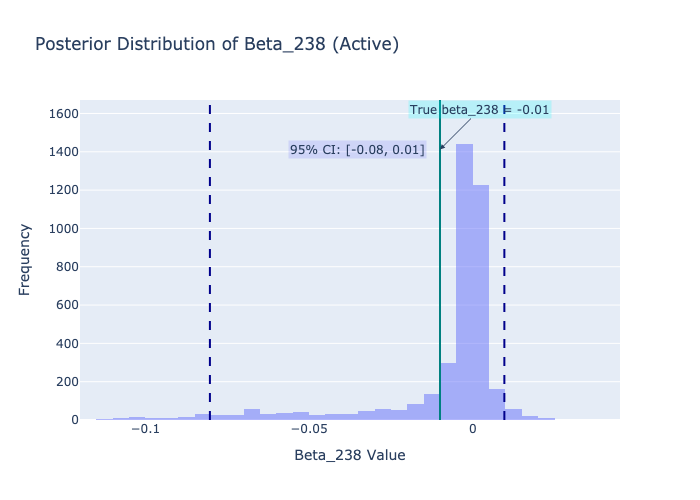 Posterior Distribution of Beta_238 (Active)
True beta_238 = -0.01
95% CI: [-0.08, 0.01]
Frequency
1600
1400
1200
1000
800
600
400
200
0
−0.1
−0.05
0
Beta_238 Value